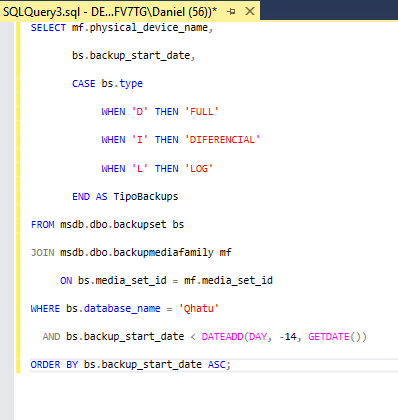 SQLQuery3.sql - DE...FV7TG\Daniel (56))*
SELECT mf.physical_device_name,
bs.backup_start_date,
CASE bs.type
WHEN 'D' THEN 'FULL'
WHEN 'I' THEN 'DIFERENCIAL'
WHEN 'L' THEN 'LOG'
END AS TipoBackups
FROM msdb.dbo.backupset bs
JOIN msdb.dbo.backupmediafamily mf
ON bs.media_set_id = mf.media_set_id
WHERE bs.database_name = 'Qhatu'
AND bs.backup_start_date < DATEADD(DAY, -14, GETDATE())
ORDER BY bs.backup_start_date ASC;